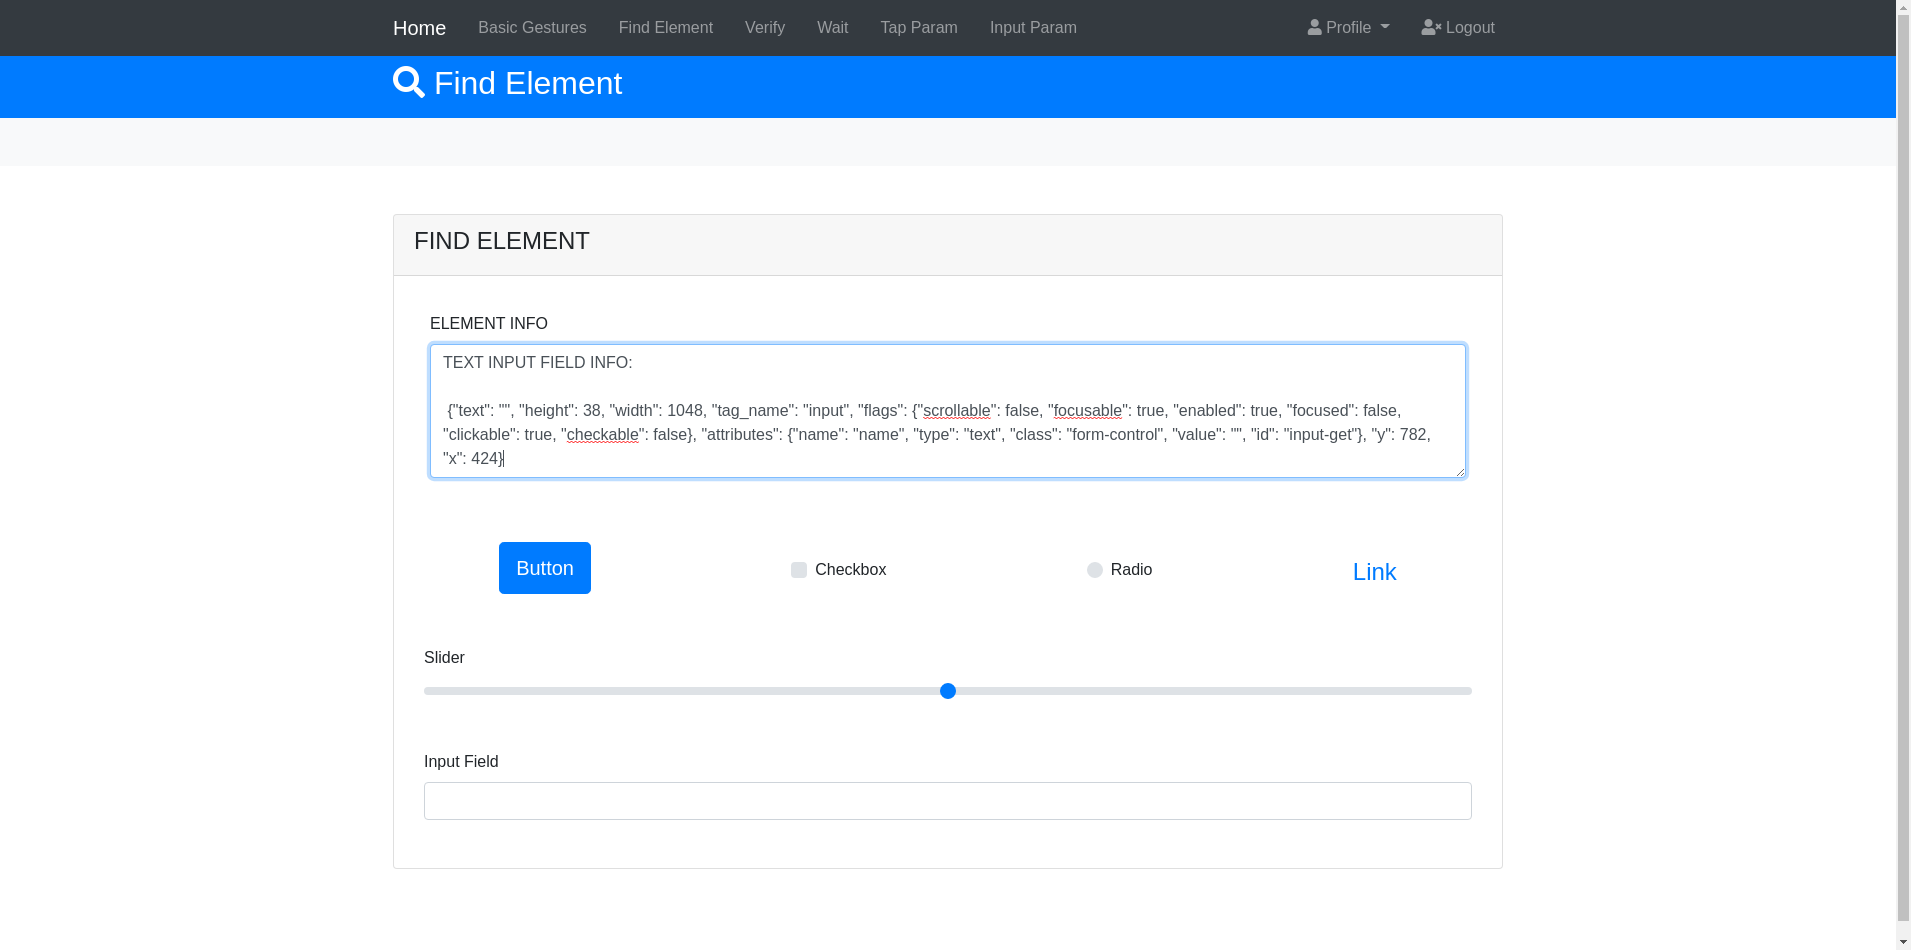 Home Basic Gestures Find Element Verify Wait Tap Param Input Param Profile Logout
Find Element
FIND ELEMENT
ELEMENT INFO
TEXT INPUT FIELD INFO:
{"text": "", "height": 38, "width": 1048, "tag_name": "input", "flags": {"scrollable": false, "focusable": true, "enabled": true, "focused": false,
"clickable": true, "checkable": false}, "attributes": {"name": "name", "type": "text", "class": "form-control", "value": "", "id": "input-get"}, "y": 782,
"x": 424}
Button Checkbox Radio Link
Slider
Input Field